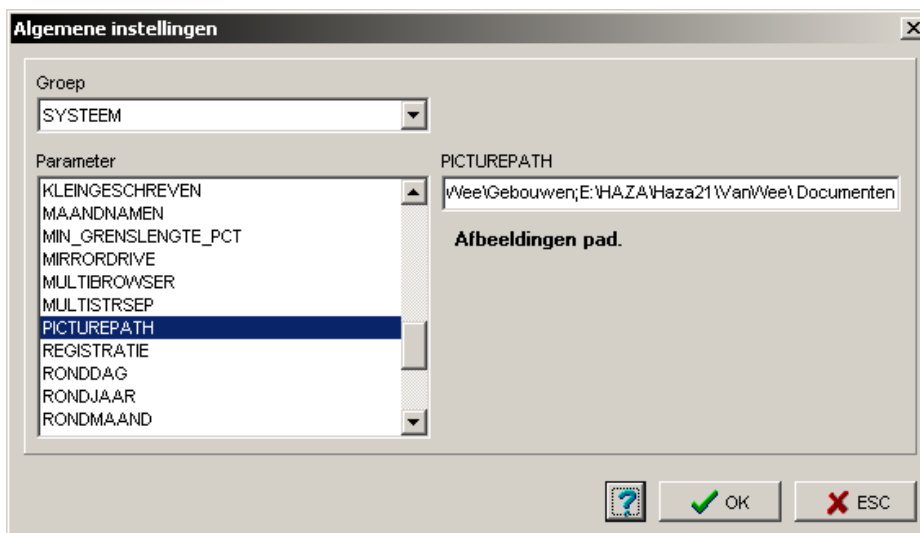 Algemene instellingen
Groep
SYSTEEM
Parameter
KLEINGESCHREVEN
MAANDNAMEN
MIN_GRENSLENGTE_PCT
MIRRORDRIVE
MULTIBROWSER
MULTISTRSEP
PICTUREPATH
REGISTRATIE
RONDDAG
RONDJAAR
RONDMAAND
PICTUREPATH
Wee\Gebouwen;E:\HAZA\Haza21\VanWee\ Documenten
Afbeeldingen pad.
OK
ESC